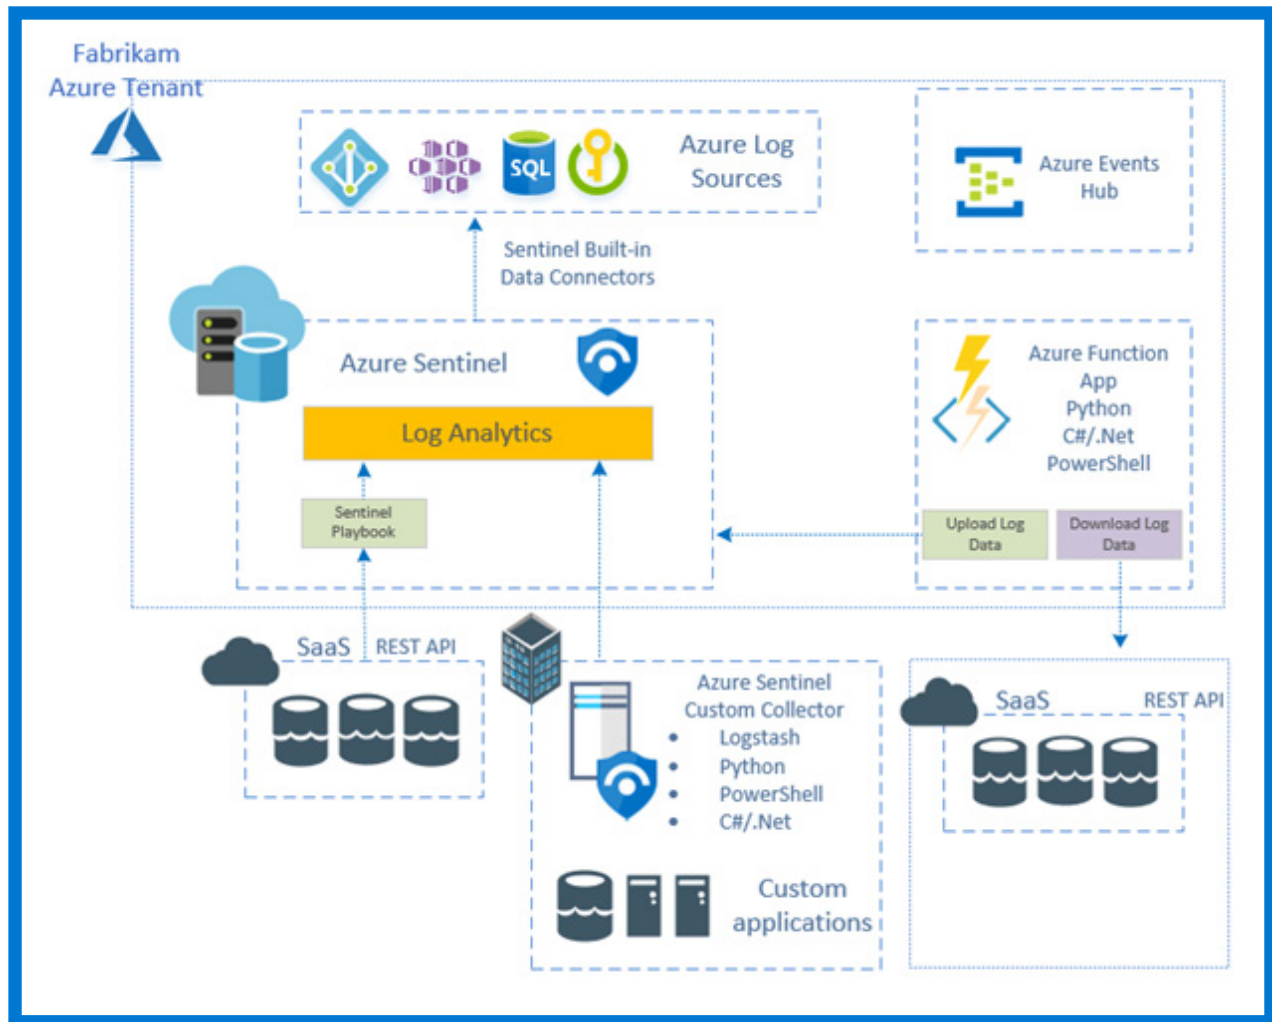 Fabrikam
Azure Tenant
SQL
Azure Log
Sources
Azure Events
Hub
Sentinel Built-in
Data Connectors
Azure Sentinel
Log Analytics
Sentinel
Playbook
Azure Function
App
Python
C#/.Net
PowerShell
Upload Log
Data
Download Log
Data
SaaS
REST API
Azure Sentinel
Custom Collector
• Logstash
• Python
• PowerShell
• C#/.Net
Custom
applications
SaaS
REST API